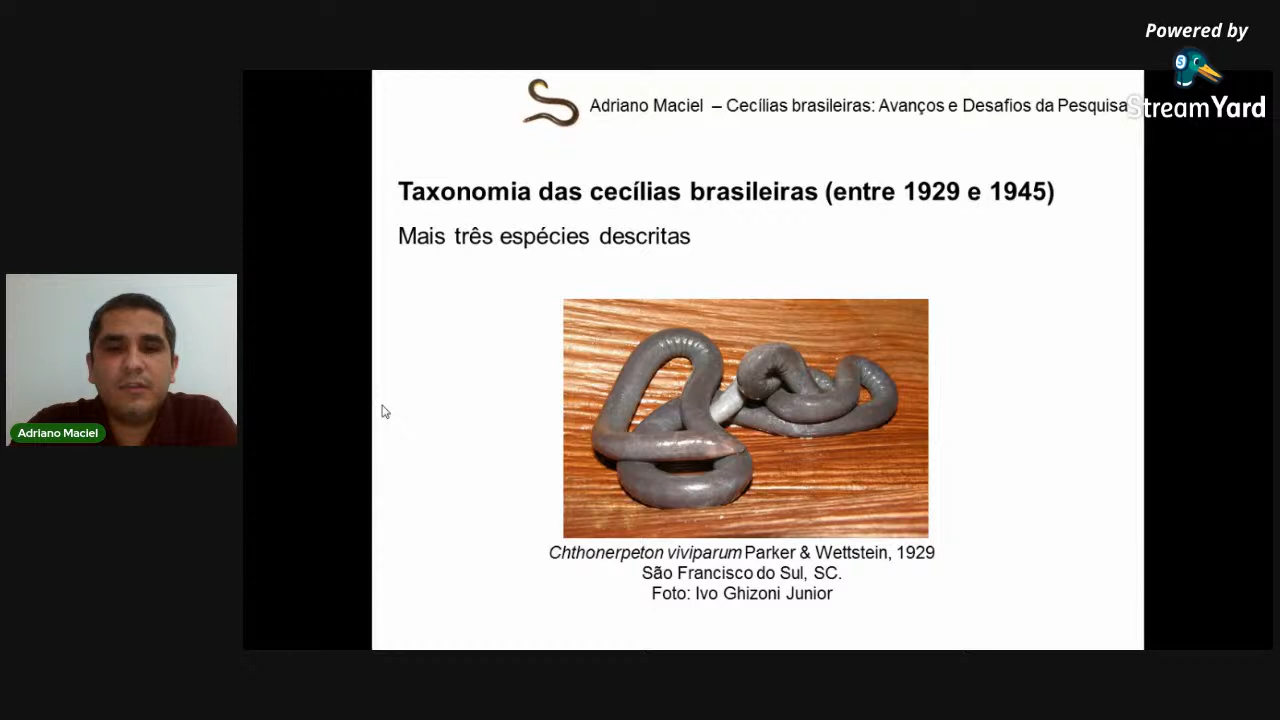 Powered by
StreamYard
Adriano Maciel – Cecílias brasileiras: Avanços e Desafios da Pesquisa
Taxonomia das cecílias brasileiras (entre 1929 e 1945)
Mais três espécies descritas
Adriano Maciel
Chthonerpeton viviparum Parker & Wettstein, 1929
São Francisco do Sul, SC.
Foto: Ivo Ghizoni Junior